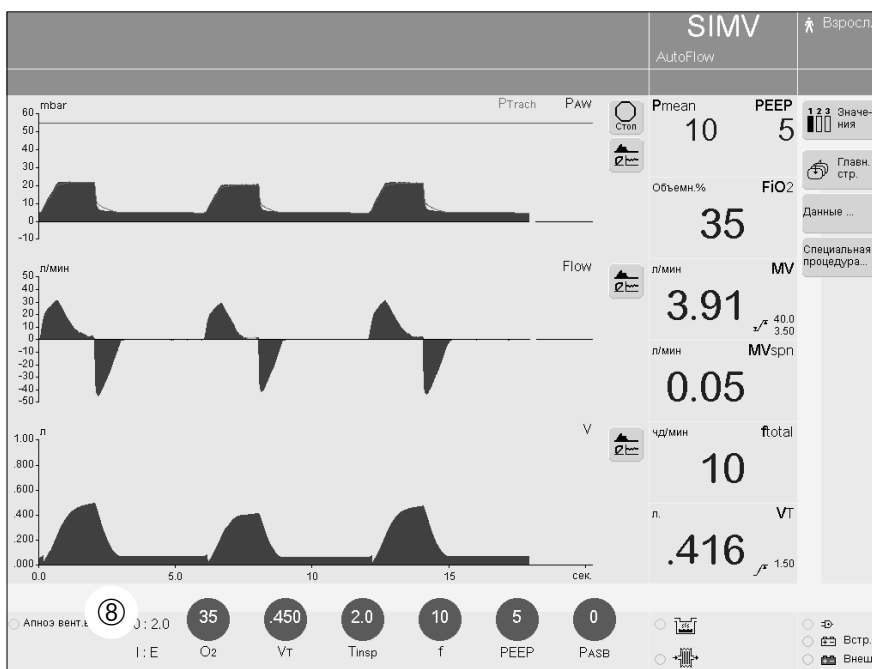 SIMV
Взросл.
AutoFlow
mbar
PTrach
PAW
60
50
40
30
20
10
0
-10
Стоп
Pmean
PEEP
10
5
1 2 3
Значе-
ния
Главн.
стр.
Данные ...
Специальная
процедура...
Объемн.%
FiO2
35
л/мин
Flow
50
40
30
20
10
0
-10
-20
-30
-40
-50
л/мин
MV
3.91
40.0
3.50
л/мин
MVspn
0.05
л
V
1.00
.800
.600
.400
.200
.000
0.0
5.0
10
15
сек.
чд/мин
ftotal
10
л.
VT
.416
1.50
Апноэ вент.
⑧
: 2.0
I : E
35
O2
.450
VT
2.0
Tinsp
10
f
5
PEEP
0
PASB
Встр.
Внеш